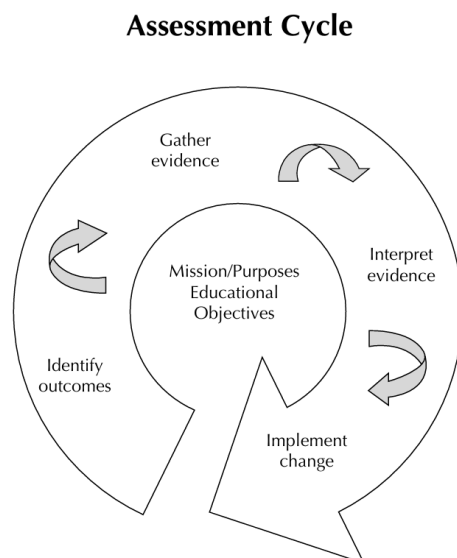 Assessment Cycle
Gather
evidence
Interpret
evidence
Mission/Purposes
Educational
Objectives
Identify
outcomes
Implement
change